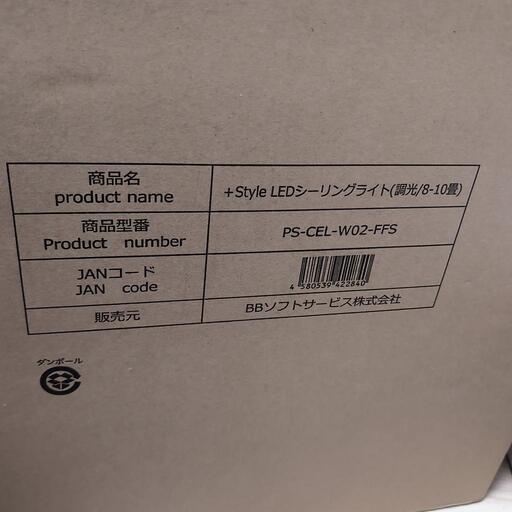 商品名
product name
+Style LEDシーリングライト(調光/8-10畳)
商品型番
Product number
PS-CEL-W02-FFS
JANコード
JAN code
4 580539 422840
販売元
BBソフトサービス株式会社
ダンボール